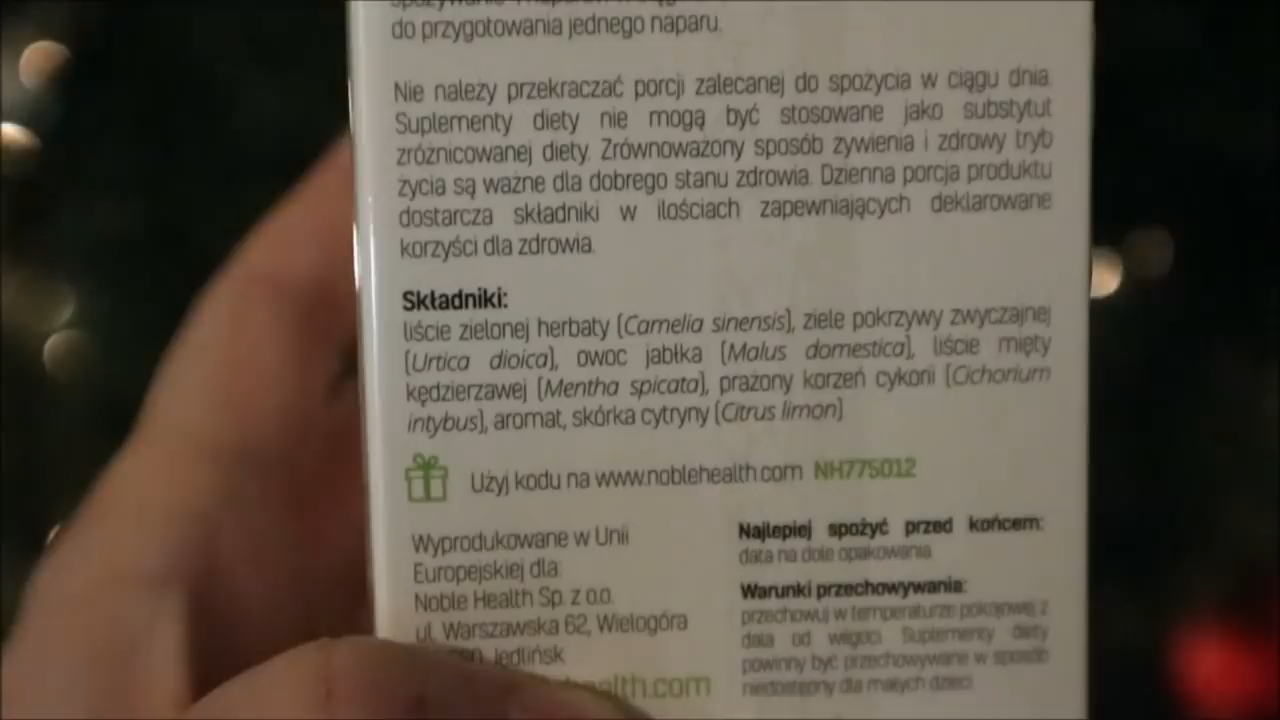 do przygotowania jednego naparu.
Nie należy przekraczać porcji zalecanej do spożycia w ciągu dnia.
Suplementy diety nie mogą być stosowane jako substytut
zróżnicowanej diety. Zrównoważony sposób żywienia i zdrowy tryb
życia są ważne dla dobrego stanu zdrowia. Dzienna porcja produktu
dostarcza składniki w ilościach zapewniających deklarowane
korzyści dla zdrowia.
Składniki:
liście zielonej herbaty (Camelia sinensis), ziele pokrzywy zwyczajnej
(Urtica dioica), owoc jabłka (Malus domestica), liście mięty
kędzierzawej (Mentha spicata), prażony korzeń cykorii (Cichorium
intybus), aromat, skórka cytryny (Citrus limon)
Użyj kodu na www.noblehealth.com NH775012
Wyprodukowane w Unii
Europejskiej dla:
Noble Health Sp. z o.o.
ul. Warszawska 62, Wielogóra
Jedlińsk
health.com
Najlepiej spożyć przed końcem:
data na dole opakowania
Warunki przechowywania:
przechowuj w temperaturze pokojowej z
dala od wilgoci. Suplementy diety
powinny być przechowywane w sposób
niedostępny dla małych dzieci.